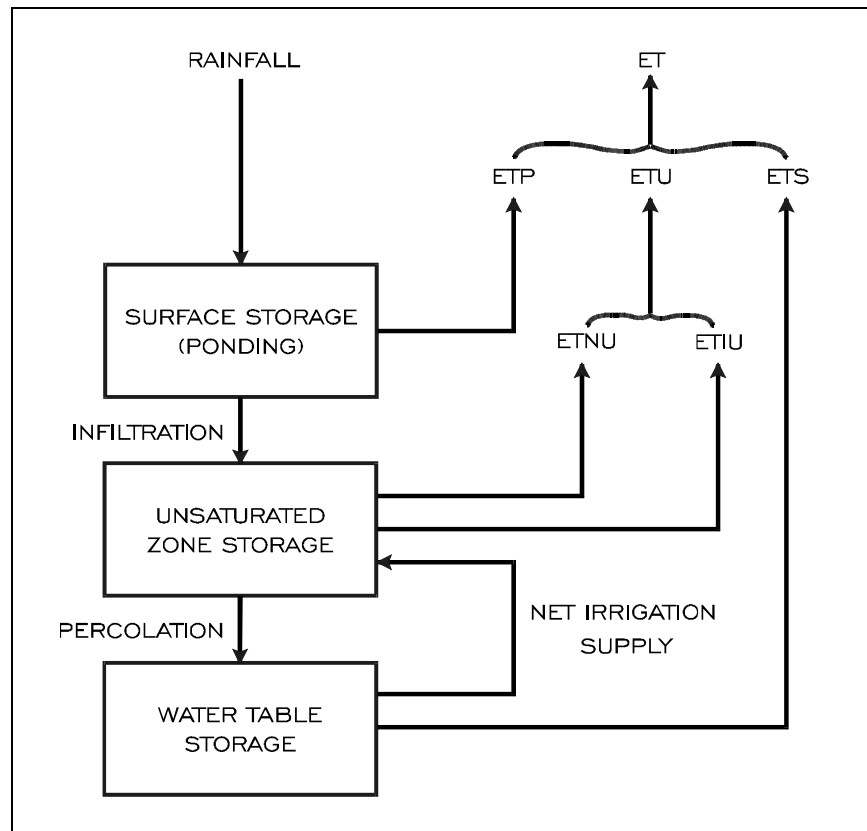 RAINFALL
ET
ETP
ETU
ETS
SURFACE STORAGE
(PONDING)
ETNU
ETIU
INFILTRATION
UNSATURATED
ZONE STORAGE
NET IRRIGATION
SUPPLY
PERCOLATION
WATER TABLE
STORAGE